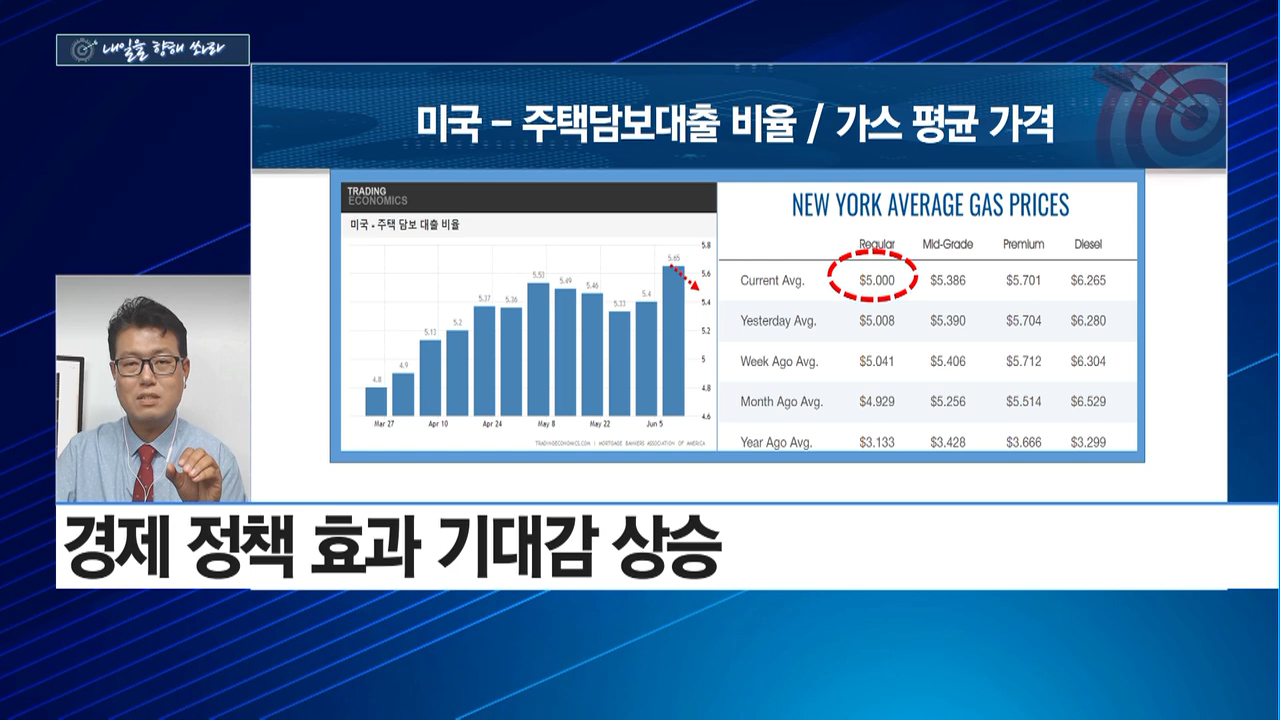 내일을 향해 쏴라
미국 - 주택담보대출 비율 / 가스 평균 가격
TRADING
ECONOMICS
미국 - 주택 담보 대출 비율
5.8
5.6
5.4
5.2
5
4.8
4.6
4.8
4.9
5.13
5.2
5.37
5.36
5.53
5.49
5.46
5.33
5.4
5.65
Mar 27
Apr 10
Apr 24
May 8
May 22
Jun 5
TRADINGECONOMICS.COM | MORTGAGE BANKERS ASSOCIATION OF AMERICA
NEW YORK AVERAGE GAS PRICES
Regular Mid-Grade Premium Diesel
Current Avg. $5.000 $5.386 $5.701 $6.265
Yesterday Avg. $5.008 $5.390 $5.704 $6.280
Week Ago Avg. $5.041 $5.406 $5.712 $6.304
Month Ago Avg. $4.929 $5.256 $5.514 $6.529
Year Ago Avg. $3.133 $3.428 $3.666 $3.299
경제 정책 효과 기대감 상승